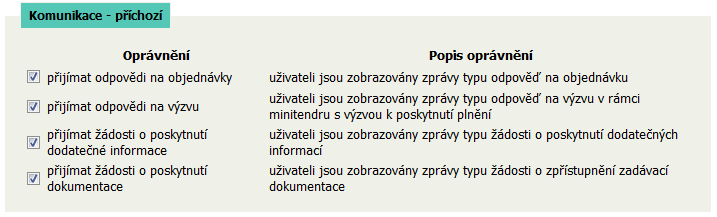 Komunikace - příchozí
Oprávnění Popis oprávnění
přijímat odpovědi na objednávky uživateli jsou zobrazovány zprávy typu odpověď na objednávku
přijímat odpovědi na výzvu uživateli jsou zobrazovány zprávy typu odpověď na výzvu v rámci
minitendru s výzvou k poskytnutí plnění
přijímat žádosti o poskytnutí
dodatečné informace
uživateli jsou zobrazovány zprávy typu žádosti o poskytnutí dodatečných
informací
přijímat žádosti o poskytnutí
dokumentace
uživateli jsou zobrazovány zprávy typu žádosti o zpřístupnění zadávací
dokumentace